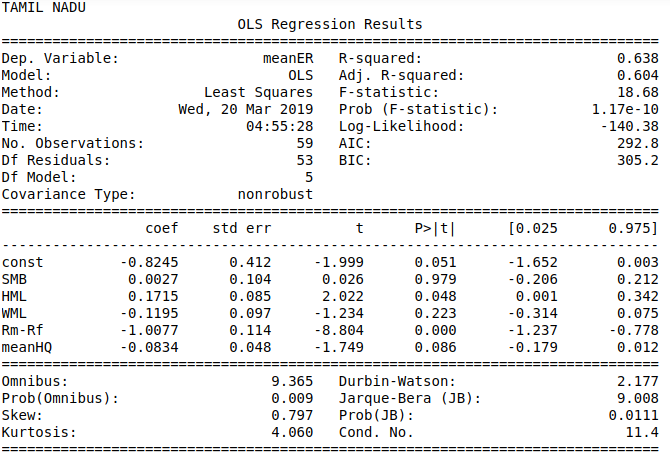 TAMIL NADU
OLS Regression Results
==============================================================================
Dep. Variable: meanER R-squared: 0.638
Model: OLS Adj. R-squared: 0.604
Method: Least Squares F-statistic: 18.68
Date: Wed, 20 Mar 2019 Prob (F-statistic): 1.17e-10
Time: 04:55:28 Log-Likelihood: -140.38
No. Observations: 59 AIC: 292.8
Df Residuals: 53 BIC: 305.2
Df Model: 5
Covariance Type: nonrobust
==============================================================================
coef std err t P>|t| [0.025 0.975]
------------------------------------------------------------------------------
const -0.8245 0.412 -1.999 0.051 -1.652 0.003
SMB 0.0027 0.104 0.026 0.979 -0.206 0.212
HML 0.1715 0.085 2.022 0.048 0.001 0.342
WML -0.1195 0.097 -1.234 0.223 -0.314 0.075
Rm-Rf -1.0077 0.114 -8.804 0.000 -1.237 -0.778
meanHQ -0.0834 0.048 -1.749 0.086 -0.179 0.012
==============================================================================
Omnibus: 9.365 Durbin-Watson: 2.177
Prob(Omnibus): 0.009 Jarque-Bera (JB): 9.008
Skew: 0.797 Prob(JB): 0.0111
Kurtosis: 4.060 Cond. No. 11.4
==============================================================================